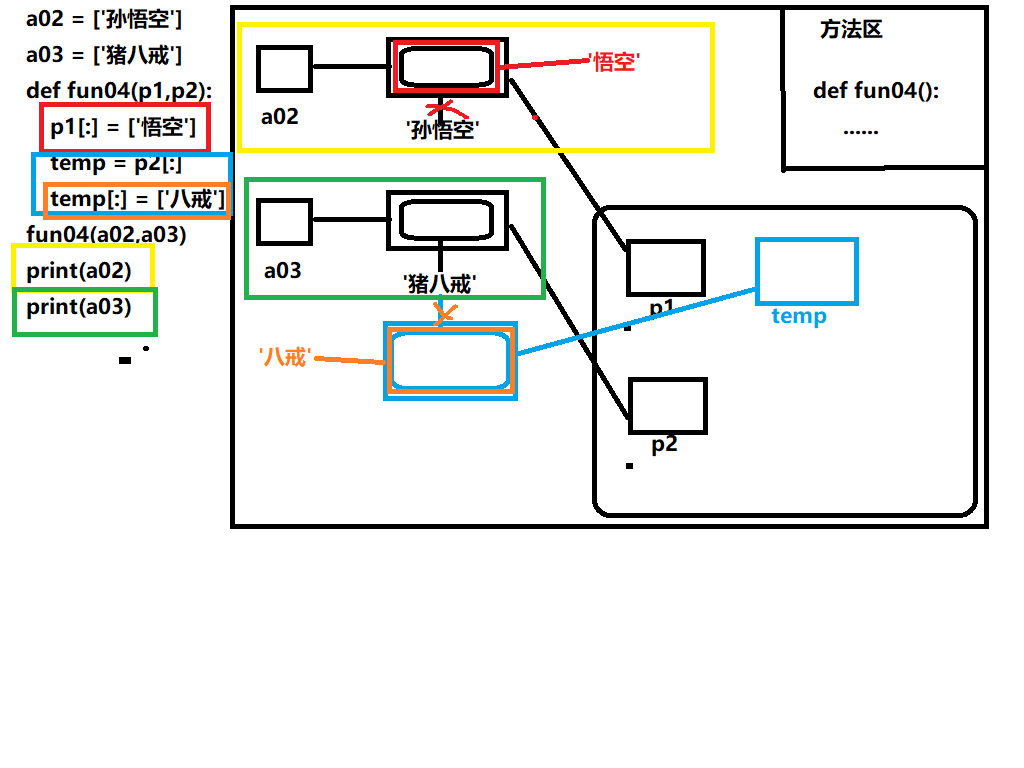 a02 = ['孙悟空']
a03 = ['猪八戒']
def fun04(p1,p2):
p1[:] = ['悟空']
temp = p2[:]
temp[:] = ['八戒']
fun04(a02,a03)
print(a02)
print(a03)
方法区
def fun04():
......
'悟空'
a02
'孙悟空'
a03
'猪八戒'
'八戒'
p1
temp
p2